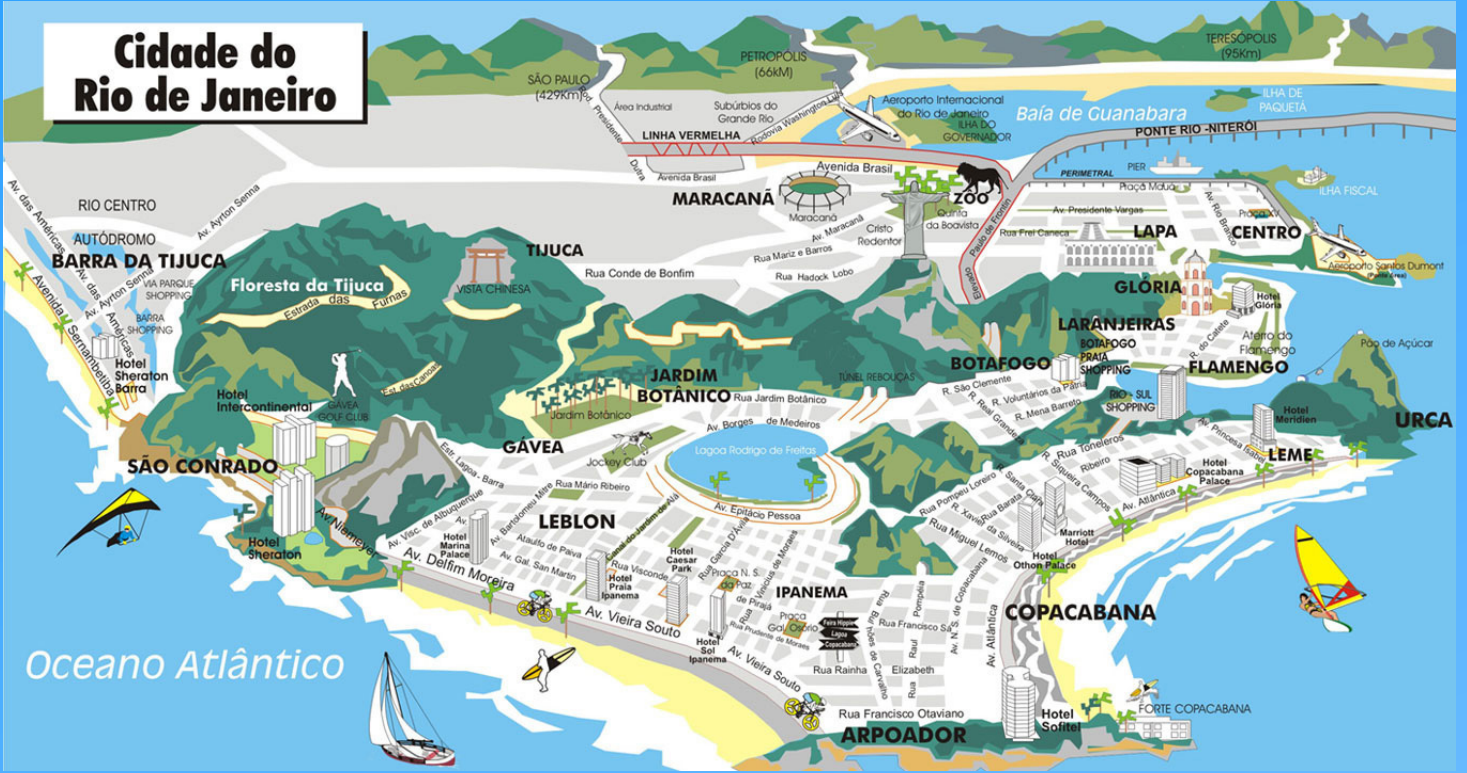 Cidade do
Rio de Janeiro
SÃO PAULO
(429Km)
PETROPÓLIS
(66kM)
TERESÓPOLIS
(95Km)
Rod. Presidente
Dutra
Área Industrial
Subúrbios do
Grande Rio
Rodovia Washington Luiz
Aeroporto Internacional
do Rio de Janeiro
ILHA DO
GOVERNADOR
Baía de Guanabara
ILHA DE
PAQUETÁ
LINHA VERMELHA
PONTE RIO -NITERÓI
Avenida Brasil
Avenida Brasil
PERIMETRAL
PIER
ILHA FISCAL
MARACANÃ
Maracanã
ZÔO
Praça Mauá
Quinta
da Boavista
Cristo
Redentor
Av. Maracanã
Rua Mariz e Barros
Rua Hadock Lobo
Rua Conde de Bonfim
Elevado Paulo de Frontin
Av. Presidente Vargas
Rua Frei Caneca
Av. Rio Branco
Praça XV
LAPA
CENTRO
Aeroporto Santos Dumont
Av. das Américas
RIO CENTRO
Av. Ayrton Senna
AUTÓDROMO
BARRA DA TIJUCA
Av. Ayrton Senna
VIA PARQUE
SHOPPING
BARRA
SHOPPING
Av. das Américas
Avenida Sernambetiba
Hotel
Sheraton
Barra
TIJUCA
VISTA CHINESA
Floresta da Tijuca
Estrada das Furnas
Est. das Canoas
GÁVEA
GOLF CLUB
Hotel
Intercontinental
SÃO CONRADO
Hotel
Sheraton
Av. Niemeyer
GLÓRIA
Hotel
Glória
LARANJEIRAS
R. do Catete
Aterro do
Flamengo
FLAMENGO
BOTAFOGO
BOTAFOGO
PRAIA
SHOPPING
Pão de Açúcar
URCA
TÚNEL REBOUÇAS
R. São Clemente
R. Voluntários da Pátria
R. Real Grandeza
R. Mena Barreto
RIO - SUL
SHOPPING
Hotel
Meridien
Av. Princesa Isabel
LEME
JARDIM
BOTÂNICO
Jardim Botânico
Rua Jardim Botânico
Av. Borges de Medeiros
GÁVEA
Jockey Club
Lagoa Rodrigo de Freitas
Av. Epitácio Pessoa
Estr. Lagoa - Barra
Rua Mário Ribeiro
Av. Visc. de Albuquerque
Av. Bartolomeu Mitre
LEBLON
Av. Ataulfo de Paiva
Av. Gal. San Martin
Canal do Jardim de Alá
Hotel
Marina
Palace
Av. Delfim Moreira
Hotel
Praia
Ipanema
Hotel
Caesar
Park
Rua Visconde de Pirajá
Rua Garcia D'Ávila
Praça N. S.
da Paz
Rua Vinicius de Moraes
IPANEMA
Rua Prudente de Moraes
Praça
Gal. Osório
Feira Hippie
Lagoa
Copacabana
Hotel
Sol
Ipanema
Av. Vieira Souto
Av. Vieira Souto
Rua Bulhões de Carvalho
Rua Raul Pompéia
Rua Francisco Sá
Rua Rainha Elizabeth
Rua Francisco Otaviano
ARPOADOR
Rua Toneleros
R. Siqueira Campos
Ribeiro
R. Santa Clara
Rua Barata
Rua Pompeu Loreiro
R. Xavier da Silveira
Rua Miguel Lemos
Av. N. S. de Copacabana
Av. Atlântica
Av. Atlântica
Hotel
Copacabana
Palace
Marriott
Hotel
Hotel
Othon Palace
COPACABANA
Hotel
Sofitel
FORTE COPACABANA
Oceano Atlântico